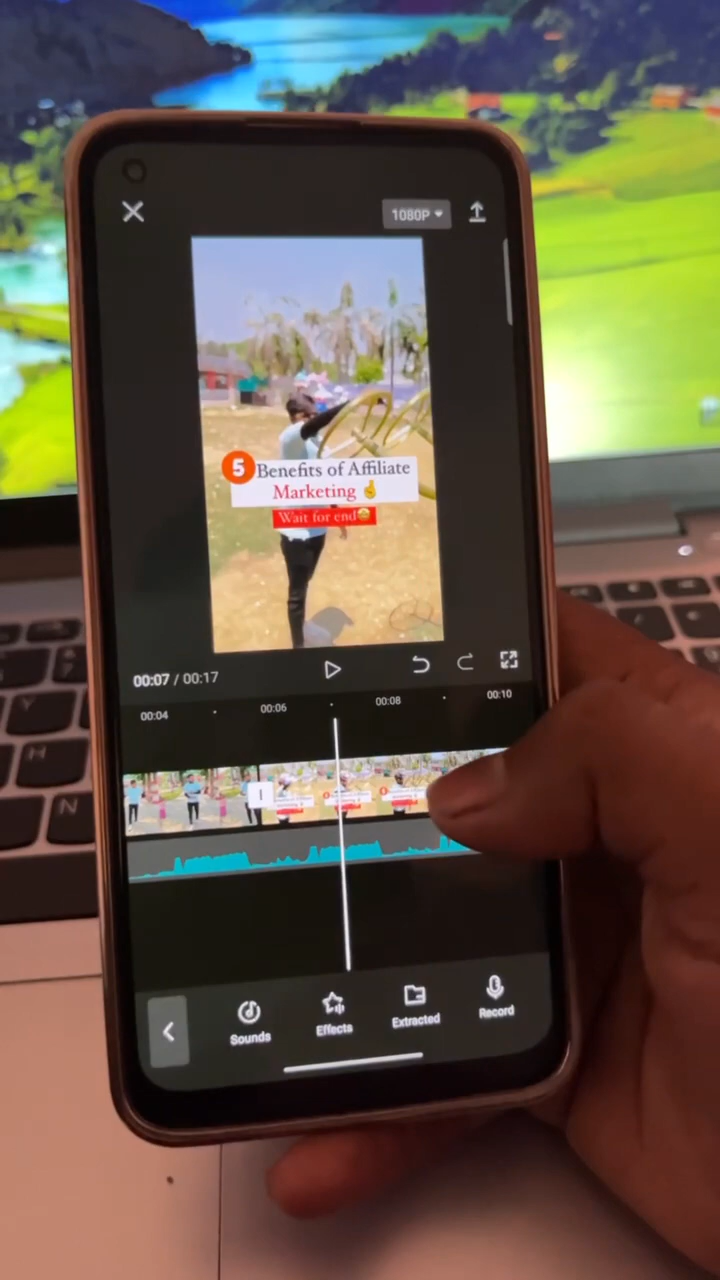 1080P
5 Benefits of Affiliate
Marketing ☝
Wait for end🤩
00:07 / 00:17
00:04
00:06
00:08
00:10
Sounds
Effects
Extracted
Record
Y
H
N